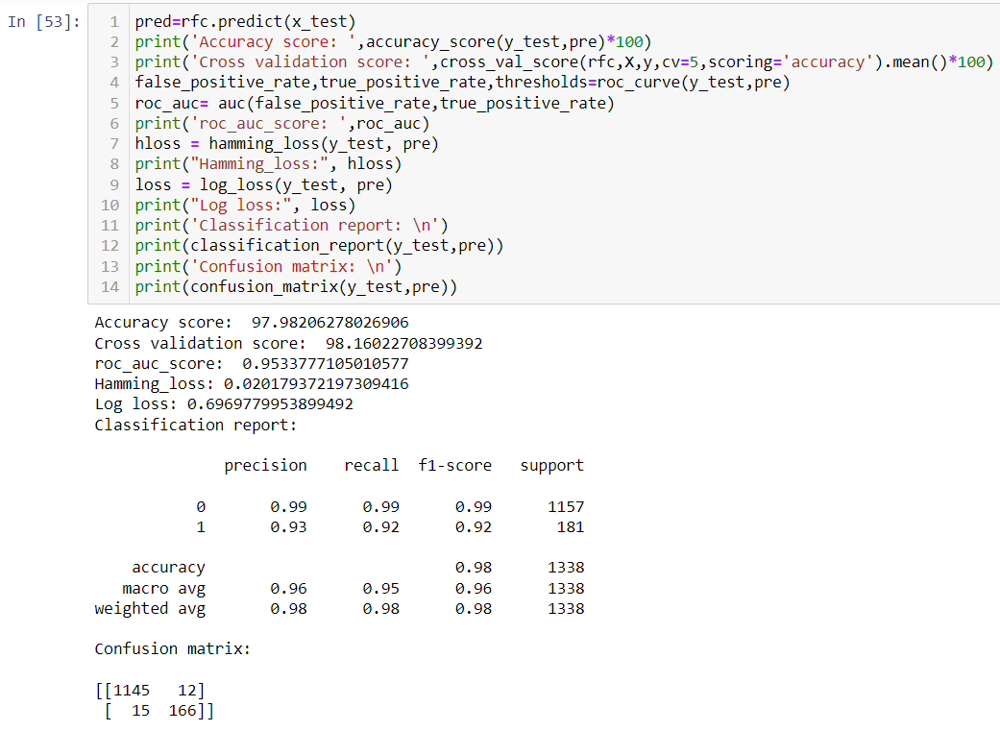 In [53]:
1 pred=rfc.predict(x_test)
2 print('Accuracy score: ',accuracy_score(y_test,pre)*100)
3 print('Cross validation score: ',cross_val_score(rfc,X,y,cv=5,scoring='accuracy').mean()*100)
4 false_positive_rate,true_positive_rate,thresholds=roc_curve(y_test,pre)
5 roc_auc= auc(false_positive_rate,true_positive_rate)
6 print('roc_auc_score: ',roc_auc)
7 hloss = hamming_loss(y_test, pre)
8 print("Hamming_loss:", hloss)
9 loss = log_loss(y_test, pre)
10 print("Log loss:", loss)
11 print('Classification report: \n')
12 print(classification_report(y_test,pre))
13 print('Confusion matrix: \n')
14 print(confusion_matrix(y_test,pre))
Accuracy score:  97.98206278026906
Cross validation score:  98.16022708399392
roc_auc_score:  0.9533777105010577
Hamming_loss: 0.020179372197309416
Log loss: 0.6969779953899492
Classification report:
precision    recall  f1-score   support
0       0.99      0.99      0.99      1157
1       0.93      0.92      0.92       181
accuracy                           0.98      1338
macro avg       0.96      0.95      0.96      1338
weighted avg       0.98      0.98      0.98      1338
Confusion matrix:
[[1145   12]
[  15  166]]